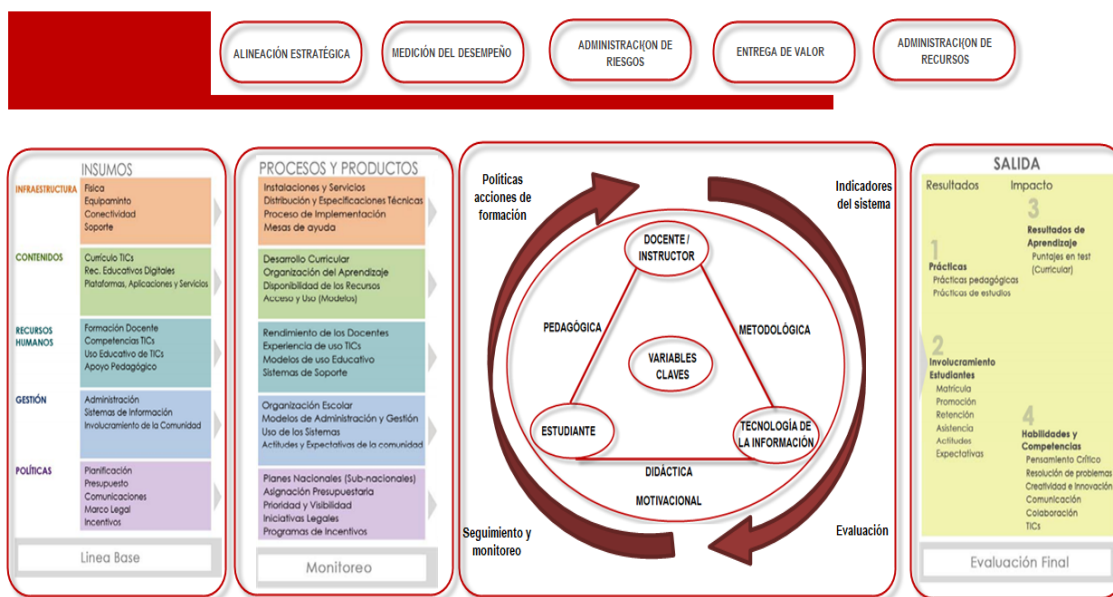 ALINEACIÓN ESTRATÉGICA
MEDICIÓN DEL DESEMPEÑO
ADMINISTRACI{ON DE
RIESGOS
ENTREGA DE VALOR
ADMINISTRACI{ON DE
RECURSOS
INSUMOS
INFRAESTRUCTURA
Física
Equipaminto
Conectividad
Soporte
CONTENIDOS
Currículo TICs
Rec. Educativos Digitales
Plataformas, Aplicaciones y Servicios
RECURSOS
HUMANOS
Formación Docente
Competencias TICs
Uso Educativo de TICs
Apoyo Pedagógico
GESTIÓN
Administración
Sistemas de Información
Involucramiento de la Comunidad
POLÍTICAS
Planificación
Presupuesto
Comunicaciones
Marco Legal
Incentivos
Linea Base
PROCESOS Y PRODUCTOS
Instalaciones y Servicios
Distribución y Especificaciones Técnicas
Proceso de Implementación
Mesas de ayuda
Desarrollo Curricular
Organización del Aprendizaje
Disponibilidad de los Recursos
Acceso y Uso (Modelos)
Rendimiento de los Docentes
Experiencia de uso TICs
Modelos de uso Educativo
Sistemas de Soporte
Organización Escolar
Modelos de Administración y Gestión
Uso de los Sistemas
Actitudes y Expectativas de la comunidad
Planes Nacionales (Sub-nacionales)
Asignación Presupuestaria
Prioridad y Visibilidad
Iniciativas Legales
Programas de Incentivos
Monitoreo
Políticas
acciones de
formación
Indicadores
del sistema
DOCENTE /
INSTRUCTOR
PEDAGÓGICA
METODOLÓGICA
VARIABLES
CLAVES
ESTUDIANTE
TECNOLOGÍA DE
LA INFORMACIÓN
DIDÁCTICA
MOTIVACIONAL
Seguimiento y
monitoreo
Evaluación
SALIDA
Resultados
Impacto
1
Prácticas
Prácticas pedagógicas
Prácticas de estudios
2
Involucramiento
Estudiantes
Matrícula
Promoción
Retención
Asistencia
Actitudes
Expectativas
3
Resultados de
Aprendizaje
Puntajes en test
(Curricular)
4
Habilidades y
Competencias
Pensamiento Crítico
Resolución de problemas
Creatividad e Innovación
Comunicación
Colaboración
TICs
Evaluación Final